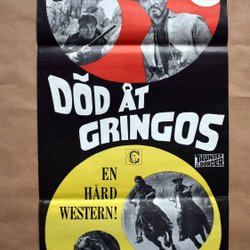 DÖD ÅT
GRINGOS
EN
HÅRD
WESTERN!